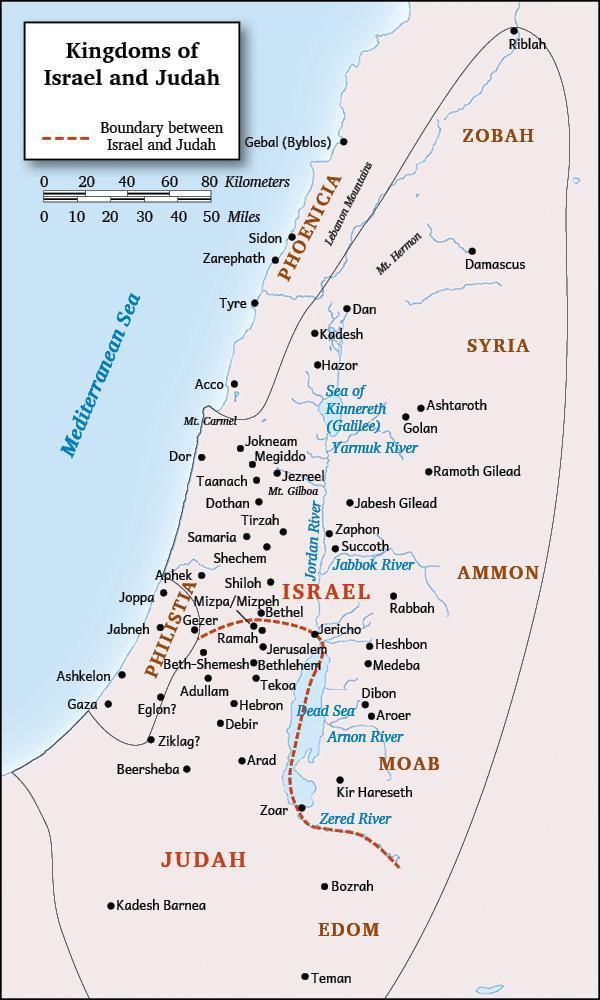 Kingdoms of
Israel and Judah
Boundary between
Israel and Judah
0 20 40 60 80 Kilometers
0 10 20 30 40 50 Miles
Riblah
ZOBAH
Gebal (Byblos)
PHOENICIA
Lebanon Mountains
Sidon
Zarephath
Mt. Hermon
Damascus
Tyre
Dan
Mediterranean Sea
Kadesh
SYRIA
Hazor
Acco
Sea of
Kinnereth
(Galilee)
Ashtaroth
Golan
Mt. Carmel
Yarmuk River
Jokneam
Dor
Megiddo
Ramoth Gilead
Jezreel
Taanach
Mt. Gilboa
Dothan
Jabesh Gilead
Tirzah
Jordan River
Zaphon
Samaria
Succoth
Shechem
Jabbok River
Aphek
AMMON
Shiloh
ISRAEL
Joppa
PHILISTIA
Mizpa/Mizpeh
Rabbah
Bethel
Gezer
Jabneh
Ramah
Jericho
Jerusalem
Heshbon
Beth-Shemesh
Bethlehem
Medeba
Ashkelon
Tekoa
Adullam
Dibon
Gaza
Eglon?
Hebron
Dead Sea
Aroer
Debir
Arnon River
Ziklag?
Arad
MOAB
Beersheba
Kir Hareseth
Zoar
Zered River
JUDAH
Bozrah
Kadesh Barnea
EDOM
Teman